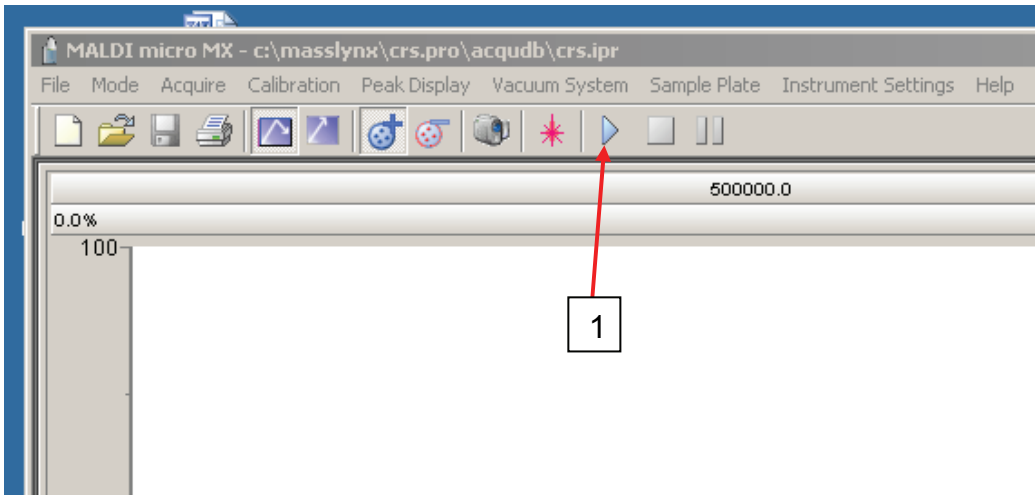 MALDI micro MX - c:\masslynx\crs.pro\acqudb\crs.ipr
File Mode Acquire Calibration Peak Display Vacuum System Sample Plate Instrument Settings Help
500000.0
0.0%
100
1